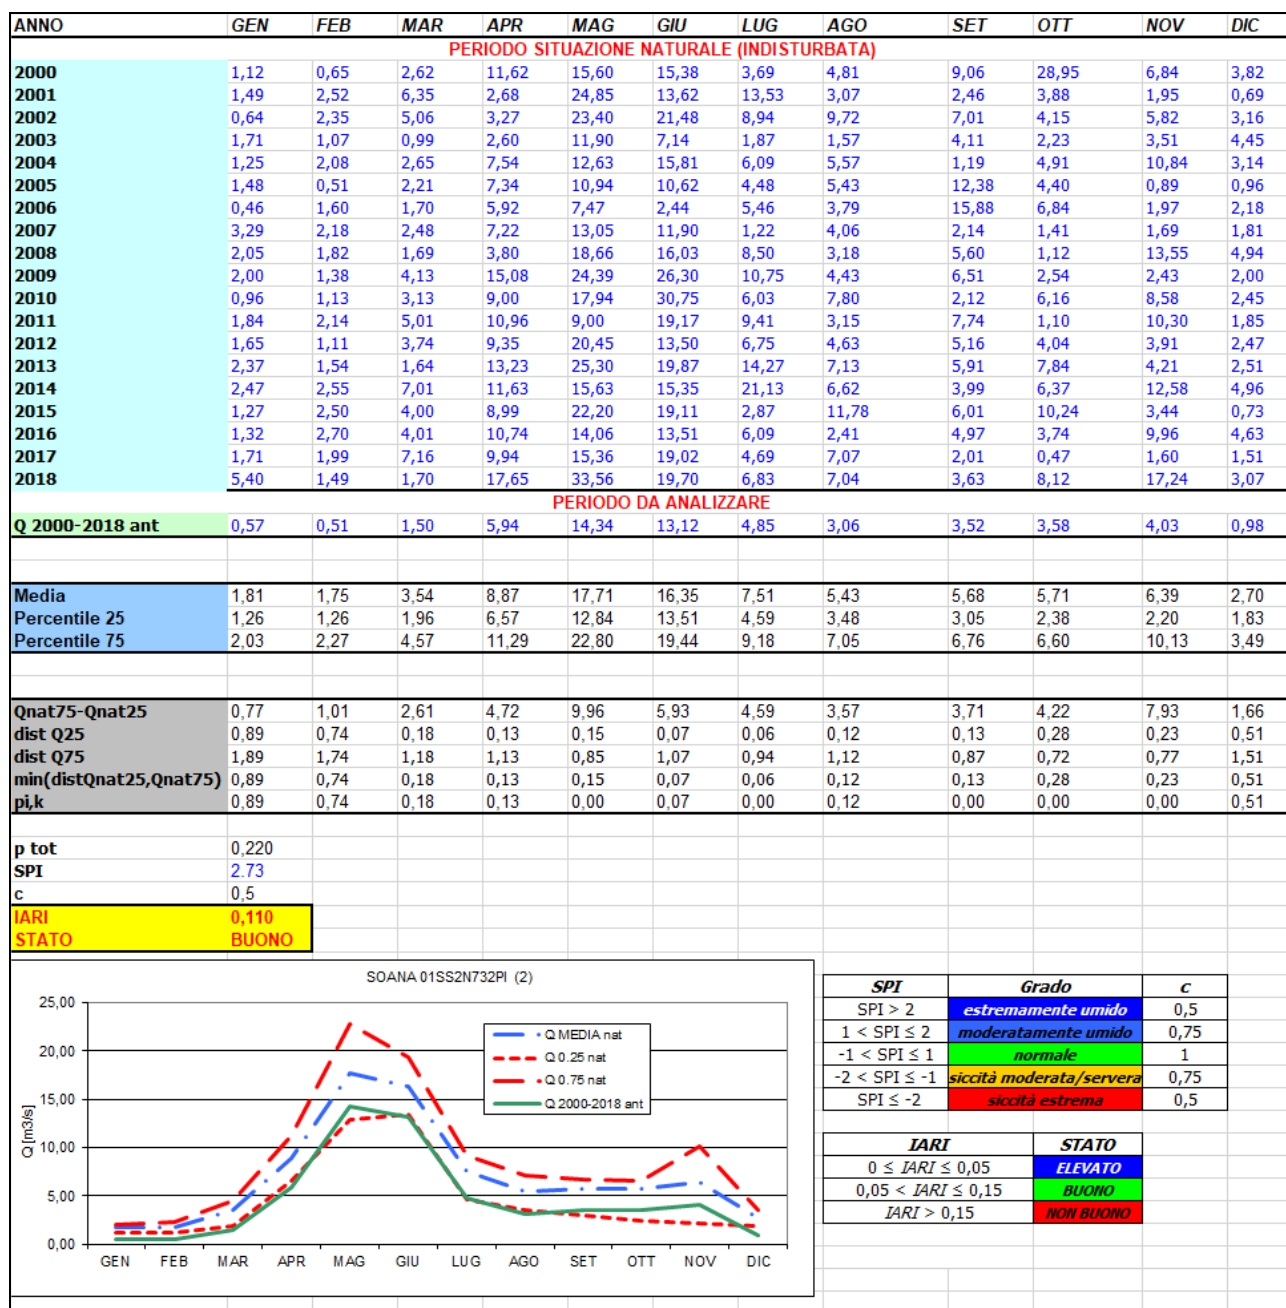 ANNO GEN FEB MAR APR MAG GIU LUG AGO SET OTT NOV DIC
PERIODO SITUAZIONE NATURALE (INDISTURBATA)
2000 1,12 0,65 2,62 11,62 15,60 15,38 3,69 4,81 9,06 28,95 6,84 3,82
2001 1,49 2,52 6,35 2,68 24,85 13,62 13,53 3,07 2,46 3,88 1,95 0,69
2002 0,64 2,35 5,06 3,27 23,40 21,48 8,94 9,72 7,01 4,15 5,82 3,16
2003 1,71 1,07 0,99 2,60 11,90 7,14 1,87 1,57 4,11 2,23 3,51 4,45
2004 1,25 2,08 2,65 7,54 12,63 15,81 6,09 5,57 1,19 4,91 10,84 3,14
2005 1,48 0,51 2,21 7,34 10,94 10,62 4,48 5,43 12,38 4,40 0,89 0,96
2006 0,46 1,60 1,70 5,92 7,47 2,44 5,46 3,79 15,88 6,84 1,97 2,18
2007 3,29 2,18 2,48 7,22 13,05 11,90 1,22 4,06 2,14 1,41 1,69 1,81
2008 2,05 1,82 1,69 3,80 18,66 16,03 8,50 3,18 5,60 1,12 13,55 4,94
2009 2,00 1,38 4,13 15,08 24,39 26,30 10,75 4,43 6,51 2,54 2,43 2,00
2010 0,96 1,13 3,13 9,00 17,94 30,75 6,03 7,80 2,12 6,16 8,58 2,45
2011 1,84 2,14 5,01 10,96 9,00 19,17 9,41 3,15 7,74 1,10 10,30 1,85
2012 1,65 1,11 3,74 9,35 20,45 13,50 6,75 4,63 5,16 4,04 3,91 2,47
2013 2,37 1,54 1,64 13,23 25,30 19,87 14,27 7,13 5,91 7,84 4,21 2,51
2014 2,47 2,55 7,01 11,63 15,63 15,35 21,13 6,62 3,99 6,37 12,58 4,96
2015 1,27 2,50 4,00 8,99 22,20 19,11 2,87 11,78 6,01 10,24 3,44 0,73
2016 1,32 2,70 4,01 10,74 14,06 13,51 6,09 2,41 4,97 3,74 9,96 4,63
2017 1,71 1,99 7,16 9,94 15,36 19,02 4,69 7,07 2,01 0,47 1,60 1,51
2018 5,40 1,49 1,70 17,65 33,56 19,70 6,83 7,04 3,63 8,12 17,24 3,07
PERIODO DA ANALIZZARE
Q 2000-2018 ant 0,57 0,51 1,50 5,94 14,34 13,12 4,85 3,06 3,52 3,58 4,03 0,98
Media 1,81 1,75 3,54 8,87 17,71 16,35 7,51 5,43 5,68 5,71 6,39 2,70
Percentile 25 1,26 1,26 1,96 6,57 12,84 13,51 4,59 3,48 3,05 2,38 2,20 1,83
Percentile 75 2,03 2,27 4,57 11,29 22,80 19,44 9,18 7,05 6,76 6,60 10,13 3,49
Qnat75-Qnat25 0,77 1,01 2,61 4,72 9,96 5,93 4,59 3,57 3,71 4,22 7,93 1,66
dist Q25 0,89 0,74 0,18 0,13 0,15 0,07 0,06 0,12 0,13 0,28 0,23 0,51
dist Q75 1,89 1,74 1,18 1,13 0,85 1,07 0,94 1,12 0,87 0,72 0,77 1,51
min(distQnat25,Qnat75) 0,89 0,74 0,18 0,13 0,15 0,07 0,06 0,12 0,13 0,28 0,23 0,51
pi,k 0,89 0,74 0,18 0,13 0,00 0,07 0,00 0,12 0,00 0,00 0,00 0,51
p tot 0,220
SPI 2.73
c 0,5
IARI 0,110
STATO BUONO
SOANA 01SS2N732PI (2)
Q [m3/s]
25,00
20,00
15,00
10,00
5,00
0,00
GEN FEB MAR APR MAG GIU LUG AGO SET OTT NOV DIC
Q MEDIA nat
Q 0.25 nat
Q 0.75 nat
Q 2000-2018 ant
SPI Grado c
SPI > 2 estremamente umido 0,5
1 < SPI ≤ 2 moderatamente umido 0,75
-1 < SPI ≤ 1 normale 1
-2 < SPI ≤ -1 siccità moderata/servera 0,75
SPI ≤ -2 siccità estrema 0,5
IARI STATO
0 ≤ IARI ≤ 0,05 ELEVATO
0,05 < IARI ≤ 0,15 BUONO
IARI > 0,15 NON BUONO